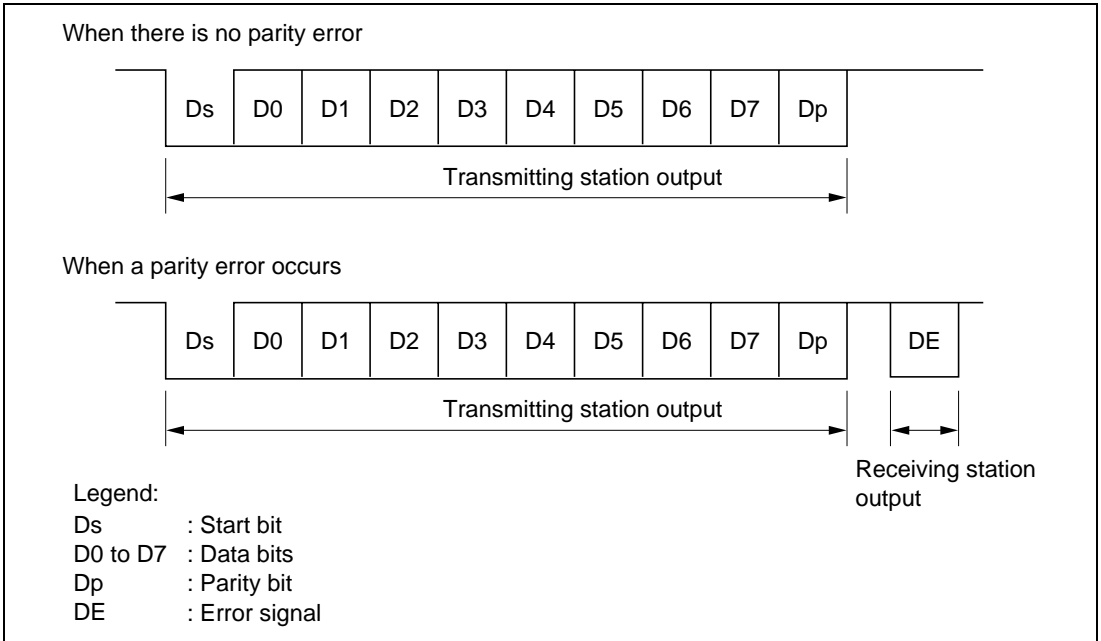 When there is no parity error
Ds D0 D1 D2 D3 D4 D5 D6 D7 Dp
Transmitting station output
When a parity error occurs
Ds D0 D1 D2 D3 D4 D5 D6 D7 Dp DE
Transmitting station output
Receiving station
output
Legend:
Ds : Start bit
D0 to D7 : Data bits
Dp : Parity bit
DE : Error signal